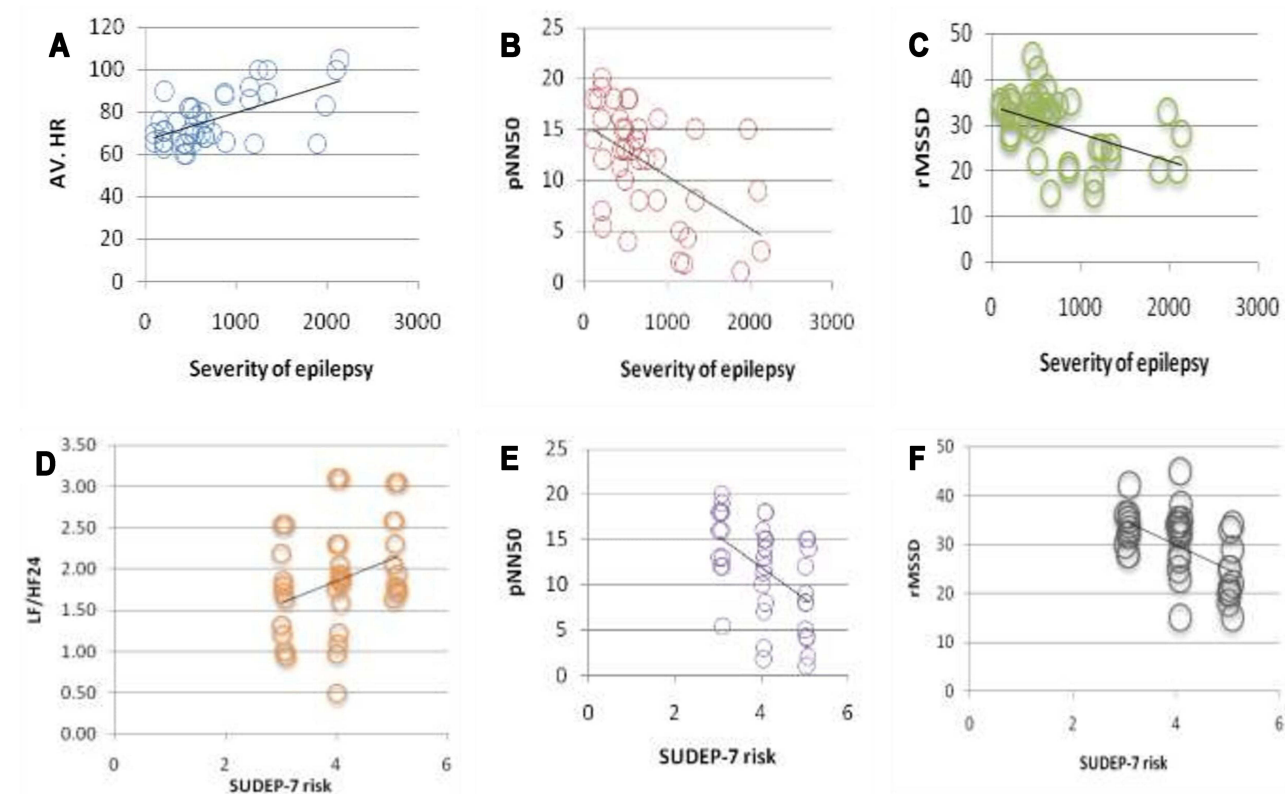 A
AV. HR
120
100
80
60
40
20
0
0 1000 2000 3000
Severity of epilepsy
B
pNN50
25
20
15
10
5
0
0 1000 2000 3000
Severity of epilepsy
C
rMSSD
50
40
30
20
10
0
0 1000 2000 3000
Severity of epilepsy
D
LF/HF24
3.50
3.00
2.50
2.00
1.50
1.00
0.50
0.00
0 2 4 6
SUDEP-7 risk
E
pNN50
25
20
15
10
5
0
0 2 4 6
SUDEP-7 risk
F
rMSSD
50
40
30
20
10
0
0 2 4 6
SUDEP-7 risk